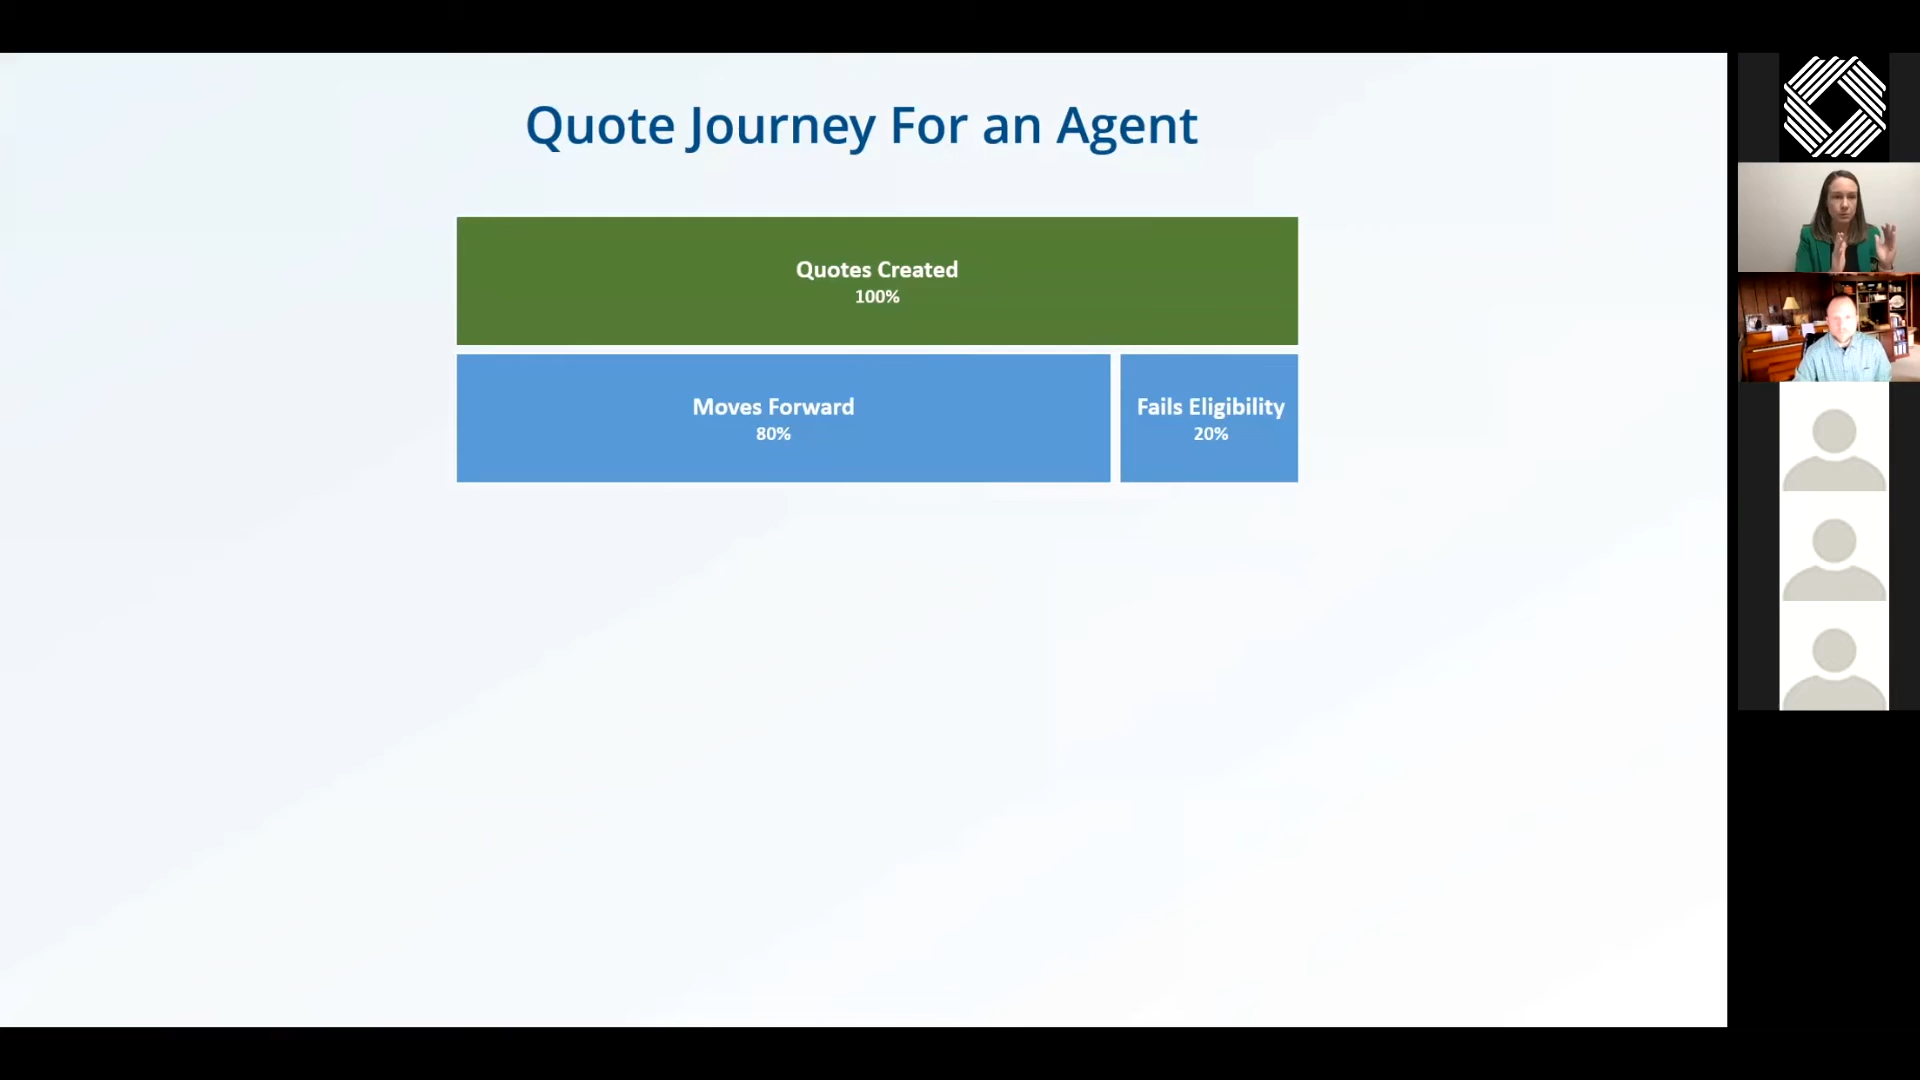 Quote Journey For an Agent
Quotes Created
100%
Moves Forward
80%
Fails Eligibility
20%